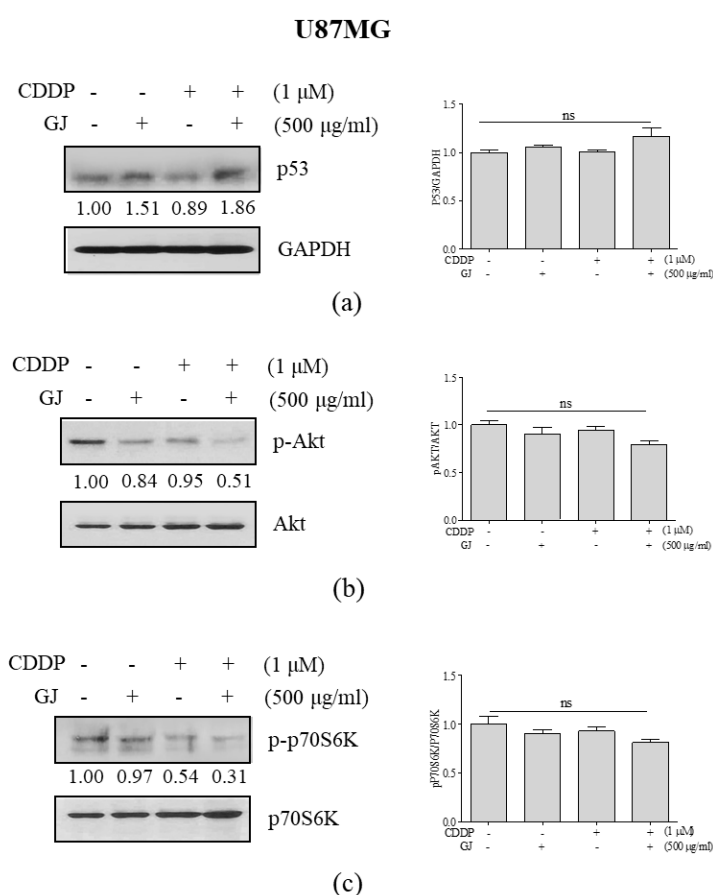 U87MG
CDDP - - + + (1 μM)
GJ - + - + (500 μg/ml)
p53
1.00 1.51 0.89 1.86
GAPDH
1.5
1.0
0.5
0.0
P53/GAPDH
ns
CDDP - - + + (1 μM)
GJ - + - + (500 μg/ml)
(a)
CDDP - - + + (1 μM)
GJ - + - + (500 μg/ml)
p-Akt
1.00 0.84 0.95 0.51
Akt
1.5
1.0
0.5
0.0
pAKT/AKT
ns
CDDP - - + + (1 μM)
GJ - + - + (500 μg/ml)
(b)
CDDP - - + + (1 μM)
GJ - + - + (500 μg/ml)
p-p70S6K
1.00 0.97 0.54 0.31
p70S6K
1.5
1.0
0.5
0.0
pP70S6K/P70S6K
ns
CDDP - - + + (1 μM)
GJ - + - + (500 μg/ml)
(c)